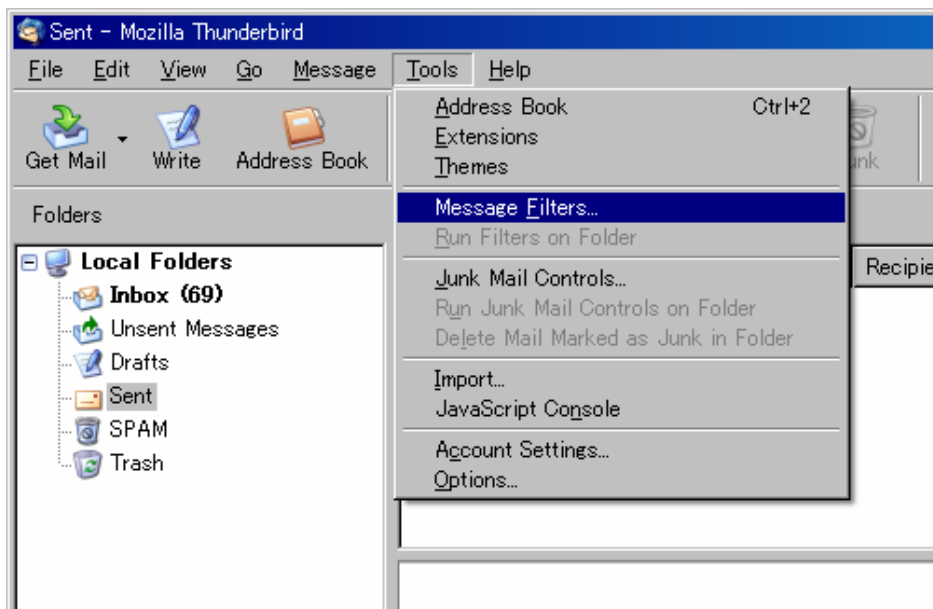 Sent - Mozilla Thunderbird
File Edit View Go Message Tools Help
Get Mail Write Address Book
Address Book Ctrl+2
Extensions
Themes
Message Filters...
Run Filters on Folder
Junk Mail Controls...
Run Junk Mail Controls on Folder
Delete Mail Marked as Junk in Folder
Import...
JavaScript Console
Account Settings...
Options...
Folders
Local Folders
Inbox (69)
Unsent Messages
Drafts
Sent
SPAM
Trash